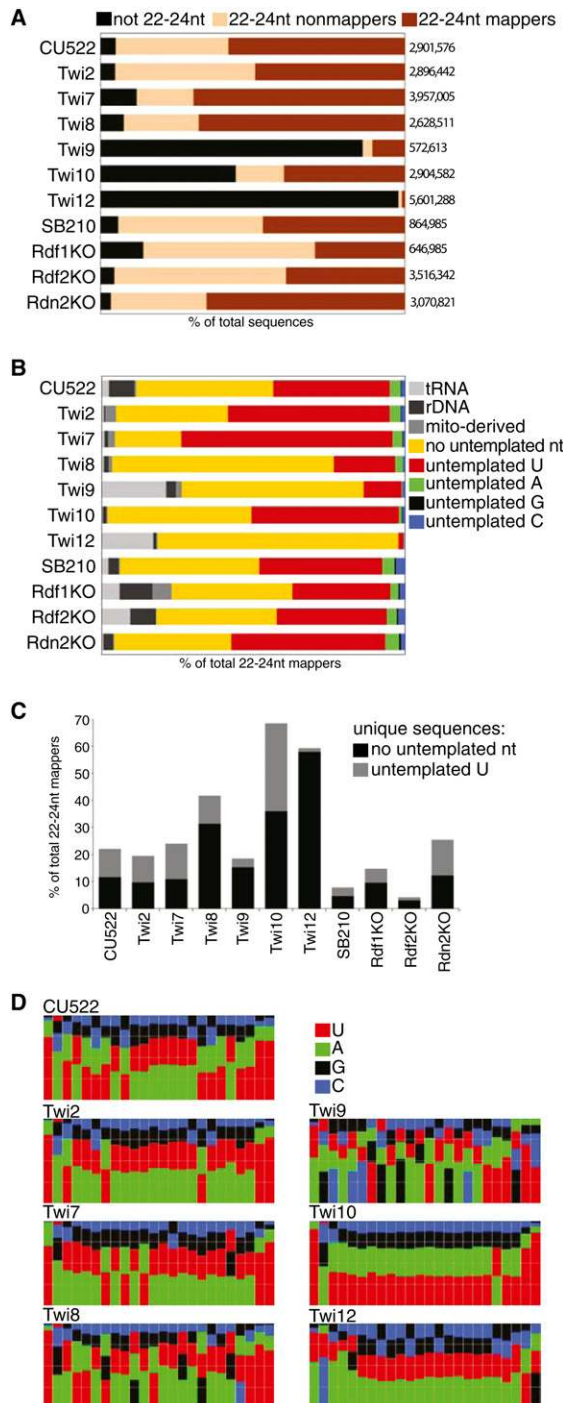 A
not 22-24nt 22-24nt nonmappers 22-24nt mappers
CU522 2,901,576
Twi2 2,896,442
Twi7 3,957,005
Twi8 2,628,511
Twi9 572,613
Twi10 2,904,582
Twi12 5,601,288
SB210 864,985
Rdf1KO 646,985
Rdf2KO 3,516,342
Rdn2KO 3,070,821
% of total sequences
B
CU522
Twi2
Twi7
Twi8
Twi9
Twi10
Twi12
SB210
Rdf1KO
Rdf2KO
Rdn2KO
tRNA
rDNA
mito-derived
no untemplated nt
untemplated U
untemplated A
untemplated G
untemplated C
% of total 22-24nt mappers
C
% of total 22-24nt mappers
70
60
50
40
30
20
10
0
unique sequences:
no untemplated nt
untemplated U
CU522
Twi2
Twi7
Twi8
Twi9
Twi10
Twi12
SB210
Rdf1KO
Rdf2KO
Rdn2KO
D
CU522
U
A
G
C
Twi2
Twi9
Twi7
Twi10
Twi8
Twi12